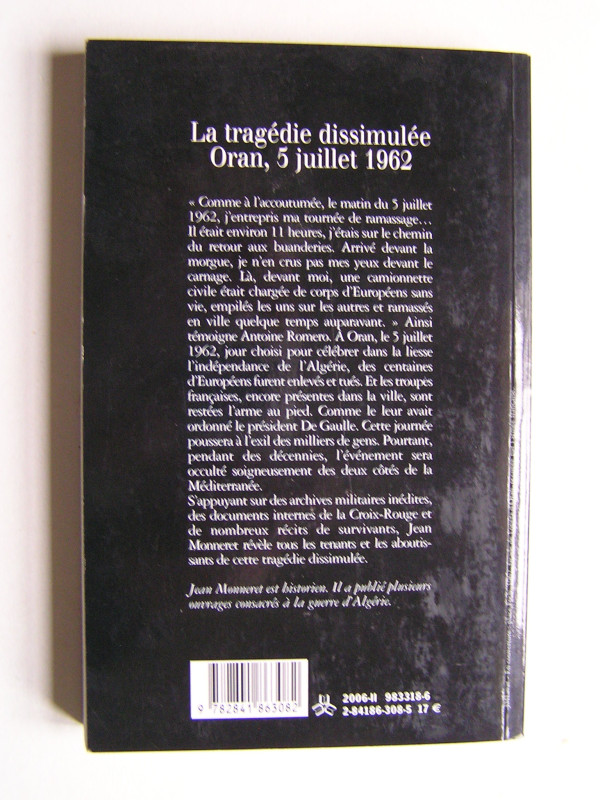 La tragédie dissimulée
Oran, 5 juillet 1962
« Comme à l'accoutumée, le matin du 5 juillet
1962, j'entrepris ma tournée de ramassage…
Il était environ 11 heures, j'étais sur le chemin
du retour aux buanderies. Arrivé devant la
morgue, je n'en crus pas mes yeux devant le
carnage. Là, devant moi, une camionnette
civile était chargée de corps d'Européens sans
vie, empilés les uns sur les autres et ramassés
en ville quelque temps auparavant. » Ainsi
témoigne Antoine Romero. À Oran, le 5 juillet
1962, jour choisi pour célébrer dans la liesse
l'indépendance de l'Algérie, des centaines
d'Européens furent enlevés et tués. Et les troupes
françaises, encore présentes dans la ville, sont
restées l'arme au pied. Comme le leur avait
ordonné le président De Gaulle. Cette journée
poussera à l'exil des milliers de gens. Pourtant,
pendant des décennies, l'événement sera
occulté soigneusement des deux côtés de la
Méditerranée.
S'appuyant sur des archives militaires inédites,
des documents internes de la Croix-Rouge et
de nombreux récits de survivants, Jean
Monneret révèle tous les tenants et les aboutis-
sants de cette tragédie dissimulée.
Jean Monneret est historien. Il a publié plusieurs
ouvrages consacrés à la guerre d'Algérie.
9 782841 863082
2006-II 983318-6
2-84186-308-5 17 €